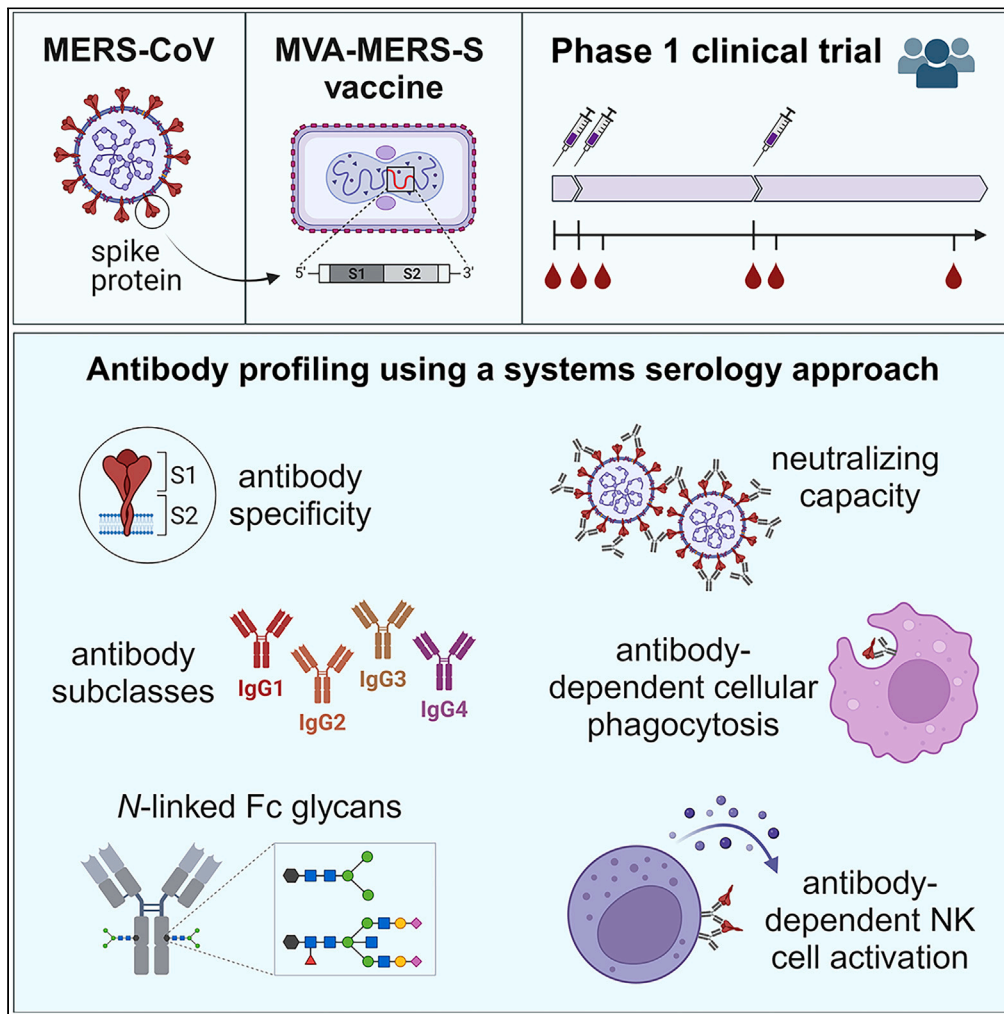 MERS-CoV
spike
protein
MVA-MERS-S
vaccine
5'
S1
S2
3'
Phase 1 clinical trial
Antibody profiling using a systems serology approach
S1
S2
antibody
specificity
neutralizing
capacity
antibody
subclasses
IgG1
IgG2
IgG3
IgG4
antibody-
dependent cellular
phagocytosis
N-linked Fc glycans
antibody-
dependent NK
cell activation